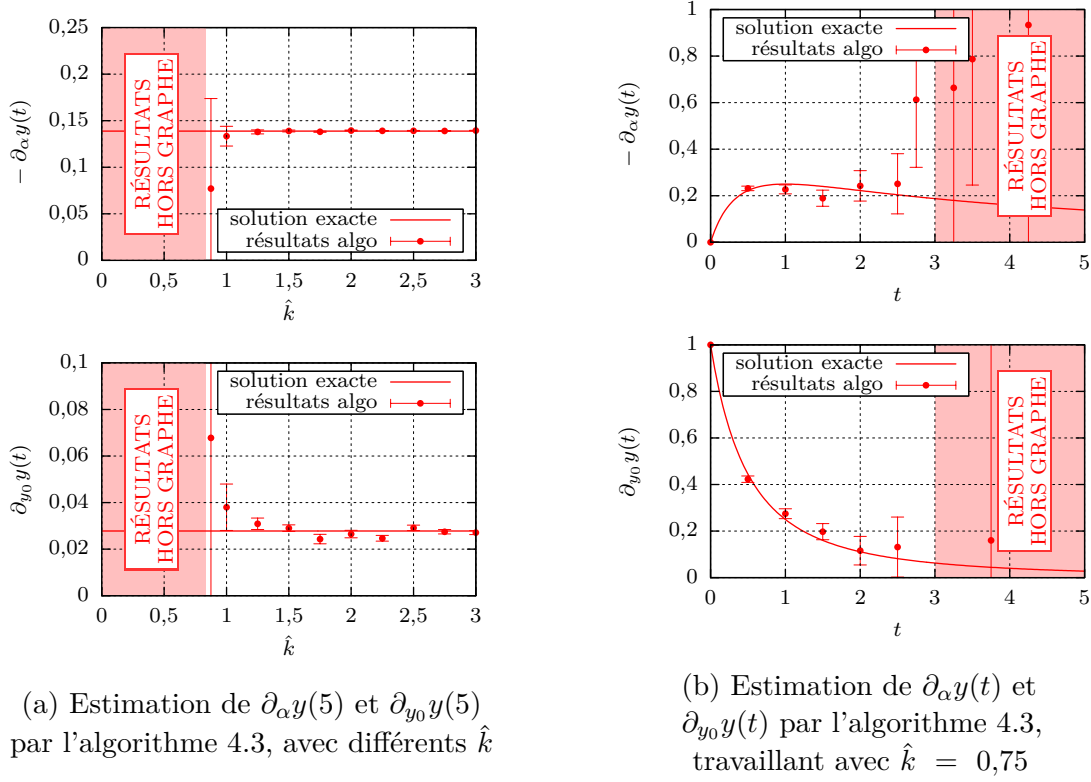 0,25
0,2
0,15
0,1
0,05
0
− ∂αy(t)
RÉSULTATS
HORS GRAPHE
solution exacte
résultats algo
0 0,5 1 1,5 2 2,5 3
k̂
1
0,8
0,6
0,4
0,2
0
− ∂αy(t)
solution exacte
résultats algo
RÉSULTATS
HORS GRAPHE
0 1 2 3 4 5
t
0,1
0,08
0,06
0,04
0,02
0
∂y0 y(t)
RÉSULTATS
HORS GRAPHE
solution exacte
résultats algo
0 0,5 1 1,5 2 2,5 3
k̂
1
0,8
0,6
0,4
0,2
0
∂y0 y(t)
solution exacte
résultats algo
RÉSULTATS
HORS GRAPHE
0 1 2 3 4 5
t
(a) Estimation de ∂αy(5) et ∂y0 y(5)
par l'algorithme 4.3, avec différents k̂
(b) Estimation de ∂αy(t) et
∂y0 y(t) par l'algorithme 4.3,
travaillant avec k̂ = 0,75